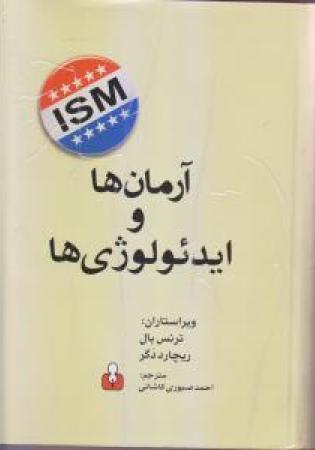 ISM
آرمان‌ها
و
ایدئولوژی‌ها
ویراستاران:
ترنس بال
ریچارد دگر
مترجم:
احمد صبوری کاشانی